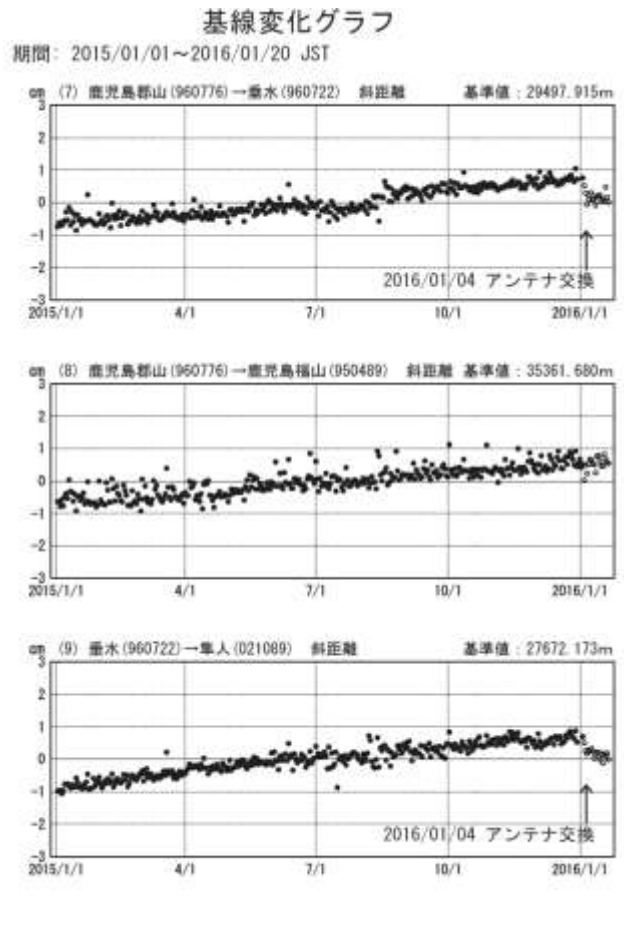 基線変化グラフ
期間: 2015/01/01～2016/01/20 JST
cm (7) 鹿児島郡山(960776)→垂水(960722) 斜距離 基準値：29497.915m
3
2
1
0
-1
-2
2016/01/04 アンテナ交換
-3
2015/1/1 4/1 7/1 10/1 2016/1/1
cm (8) 鹿児島郡山(960776)→鹿児島福山(950489) 斜距離 基準値：35361.680m
3
2
1
0
-1
-2
-3
2015/1/1 4/1 7/1 10/1 2016/1/1
cm (9) 垂水(960722)→隼人(021089) 斜距離 基準値：27672.173m
3
2
1
0
-1
-2
2016/01/04 アンテナ交換
-3
2015/1/1 4/1 7/1 10/1 2016/1/1